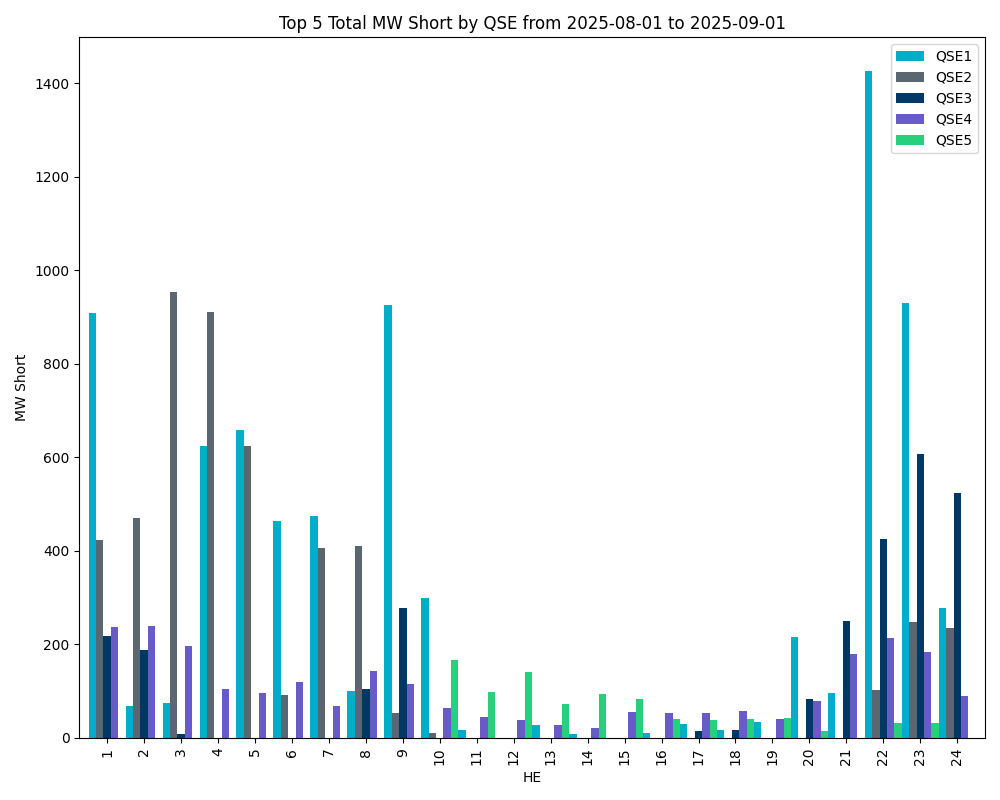 Top 5 Total MW Short by QSE from 2025-08-01 to 2025-09-01
QSE1
QSE2
QSE3
QSE4
QSE5
MW Short
1400
1200
1000
800
600
400
200
0
1 2 3 4 5 6 7 8 9 10 11 12 13 14 15 16 17 18 19 20 21 22 23 24
HE